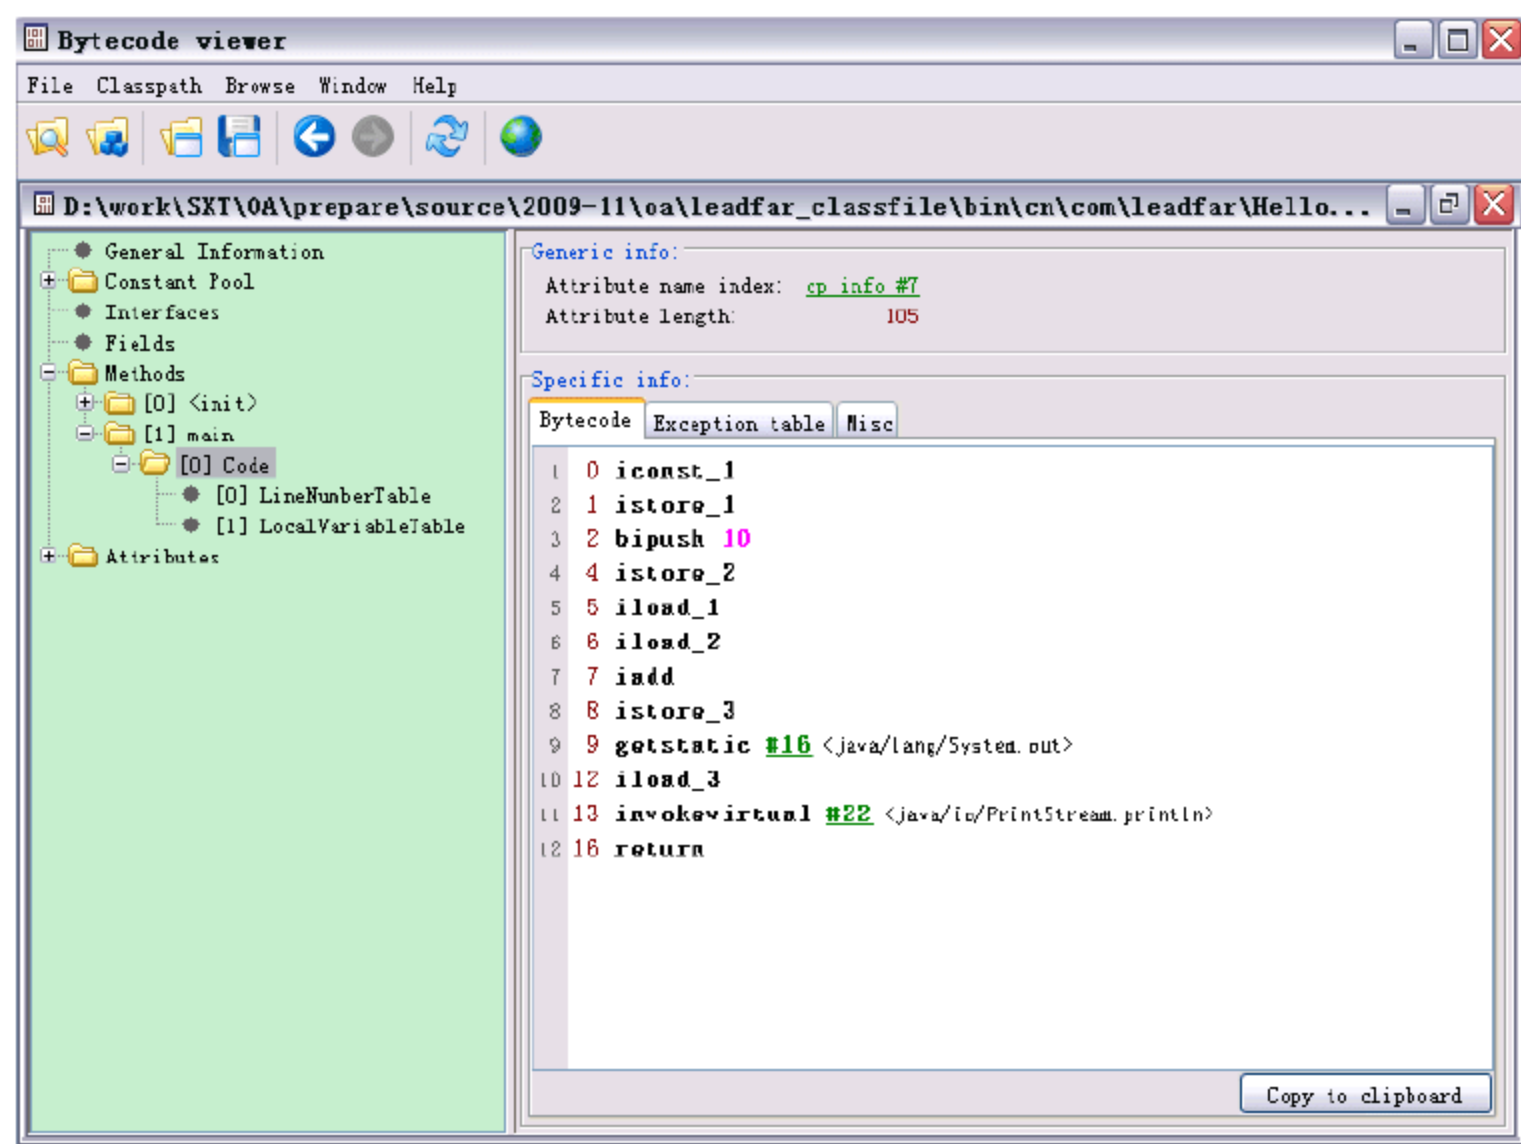 Bytecode viewer
File Classpath Browse Window Help
D:\work\SXT\OA\prepare\source\2009-11\oa\leadfar_classfile\bin\cn\com\leadfar\Hello...
General Information
Constant Pool
Interfaces
Fields
Methods
[0] <init>
[1] main
[0] Code
[0] LineNumberTable
[1] LocalVariableTable
Attributes
Generic info:
Attribute name index: cp info #7
Attribute length: 105
Specific info:
Bytecode Exception table Misc
1 0 iconst_1
2 1 istore_1
3 2 bipush 10
4 4 istore_2
5 5 iload_1
6 6 iload_2
7 7 iadd
8 8 istore_3
9 9 getstatic #16 <java/lang/System.out>
10 12 iload_3
11 13 invokevirtual #22 <java/io/PrintStream.println>
12 16 return
Copy to clipboard